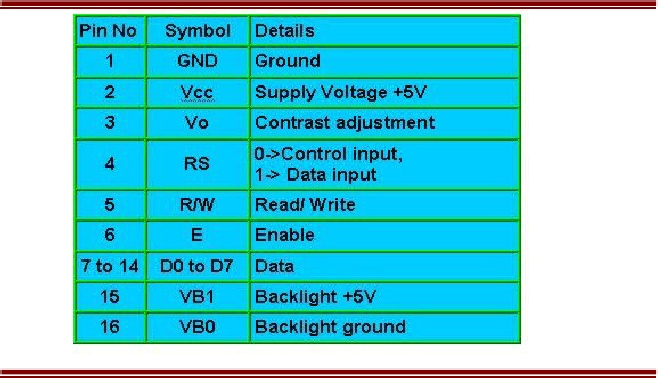 Pin No Symbol Details
1 GND Ground
2 Vcc Supply Voltage +5V
3 Vo Contrast adjustment
4 RS 0->Control input,
1-> Data input
5 R/W Read/ Write
6 E Enable
7 to 14 D0 to D7 Data
15 VB1 Backlight +5V
16 VB0 Backlight ground